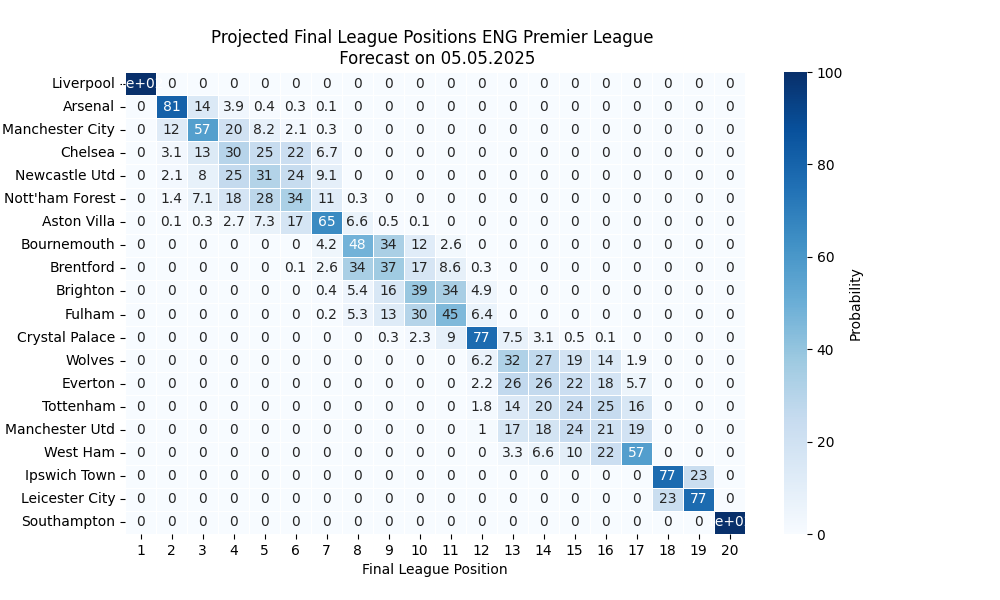 Projected Final League Positions ENG Premier League
Forecast on 05.05.2025
Liverpool e+0 0 0 0 0 0 0 0 0 0 0 0 0 0 0 0 0 0 0 0
Arsenal 0 81 14 3.9 0.4 0.3 0.1 0 0 0 0 0 0 0 0 0 0 0 0 0
Manchester City 0 12 57 20 8.2 2.1 0.3 0 0 0 0 0 0 0 0 0 0 0 0 0
Chelsea 0 3.1 13 30 25 22 6.7 0 0 0 0 0 0 0 0 0 0 0 0 0
Newcastle Utd 0 2.1 8 25 31 24 9.1 0 0 0 0 0 0 0 0 0 0 0 0 0
Nott'ham Forest 0 1.4 7.1 18 28 34 11 0.3 0 0 0 0 0 0 0 0 0 0 0 0
Aston Villa 0 0.1 0.3 2.7 7.3 17 65 6.6 0.5 0.1 0 0 0 0 0 0 0 0 0 0
Bournemouth 0 0 0 0 0 0 4.2 48 34 12 2.6 0 0 0 0 0 0 0 0 0
Brentford 0 0 0 0 0 0.1 2.6 34 37 17 8.6 0.3 0 0 0 0 0 0 0 0
Brighton 0 0 0 0 0 0 0.4 5.4 16 39 34 4.9 0 0 0 0 0 0 0 0
Fulham 0 0 0 0 0 0 0.2 5.3 13 30 45 6.4 0 0 0 0 0 0 0 0
Crystal Palace 0 0 0 0 0 0 0 0 0.3 2.3 9 77 7.5 3.1 0.5 0.1 0 0 0 0
Wolves 0 0 0 0 0 0 0 0 0 0 0 6.2 32 27 19 14 1.9 0 0 0
Everton 0 0 0 0 0 0 0 0 0 0 0 2.2 26 26 22 18 5.7 0 0 0
Tottenham 0 0 0 0 0 0 0 0 0 0 0 1.8 14 20 24 25 16 0 0 0
Manchester Utd 0 0 0 0 0 0 0 0 0 0 0 1 17 18 24 21 19 0 0 0
West Ham 0 0 0 0 0 0 0 0 0 0 0 0 3.3 6.6 10 22 57 0 0 0
Ipswich Town 0 0 0 0 0 0 0 0 0 0 0 0 0 0 0 0 0 77 23 0
Leicester City 0 0 0 0 0 0 0 0 0 0 0 0 0 0 0 0 0 23 77 0
Southampton 0 0 0 0 0 0 0 0 0 0 0 0 0 0 0 0 0 0 0 e+0
1 2 3 4 5 6 7 8 9 10 11 12 13 14 15 16 17 18 19 20
Final League Position
100
80
60
40
20
0
Probability